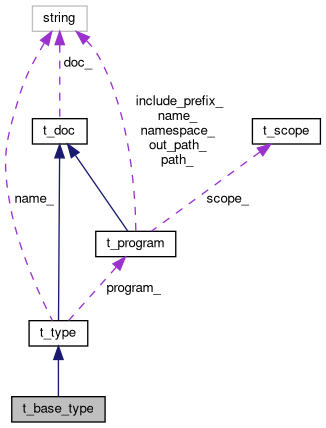 string
doc_
include_prefix_
name_
namespace_
out_path_
path_
t_doc
t_scope
name_
scope_
t_program
program_
t_type
t_base_type